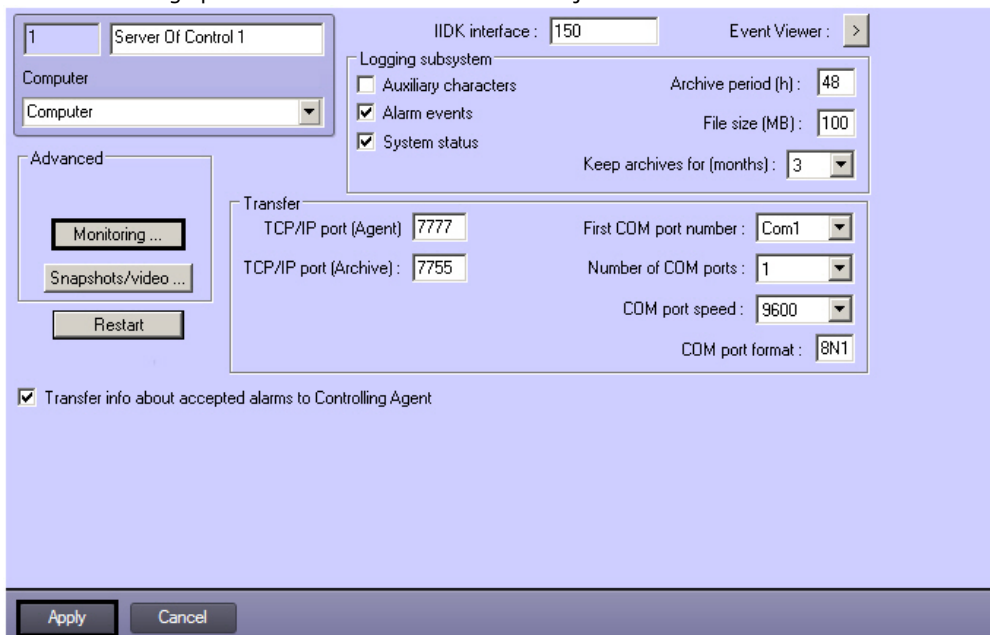 1
Server Of Control 1
IIDK interface :
150
Event Viewer :
>
Computer
Computer
Logging subsystem
Auxiliary characters
Alarm events
System status
Archive period (h) :
48
File size (MB) :
100
Keep archives for (months) :
3
Advanced
Monitoring ...
Snapshots/video ...
Restart
Transfer
TCP/IP port (Agent)
7777
TCP/IP port (Archive) :
7755
First COM port number :
Com1
Number of COM ports :
1
COM port speed :
9600
COM port format :
8N1
Transfer info about accepted alarms to Controlling Agent
Apply
Cancel